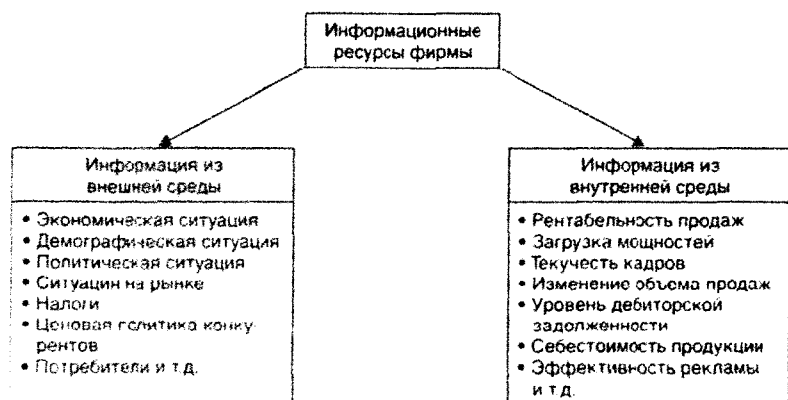 Информационные
ресурсы фирмы
Информация из
внешней среды
• Экономическая ситуация
• Демографическая ситуация
• Политическая ситуация
• Ситуации на рынке
• Налоги
• Ценовая политика конку-
рентов
• Потребители и т.д.
Информация из
внутренней среды
• Рентабельность продаж
• Загрузка мощностей
• Текучесть кадров
• Изменение объема продаж
• Уровень дебиторской
задолженности
• Себестоимость продукции
• Эффективность рекламы
и т.д.